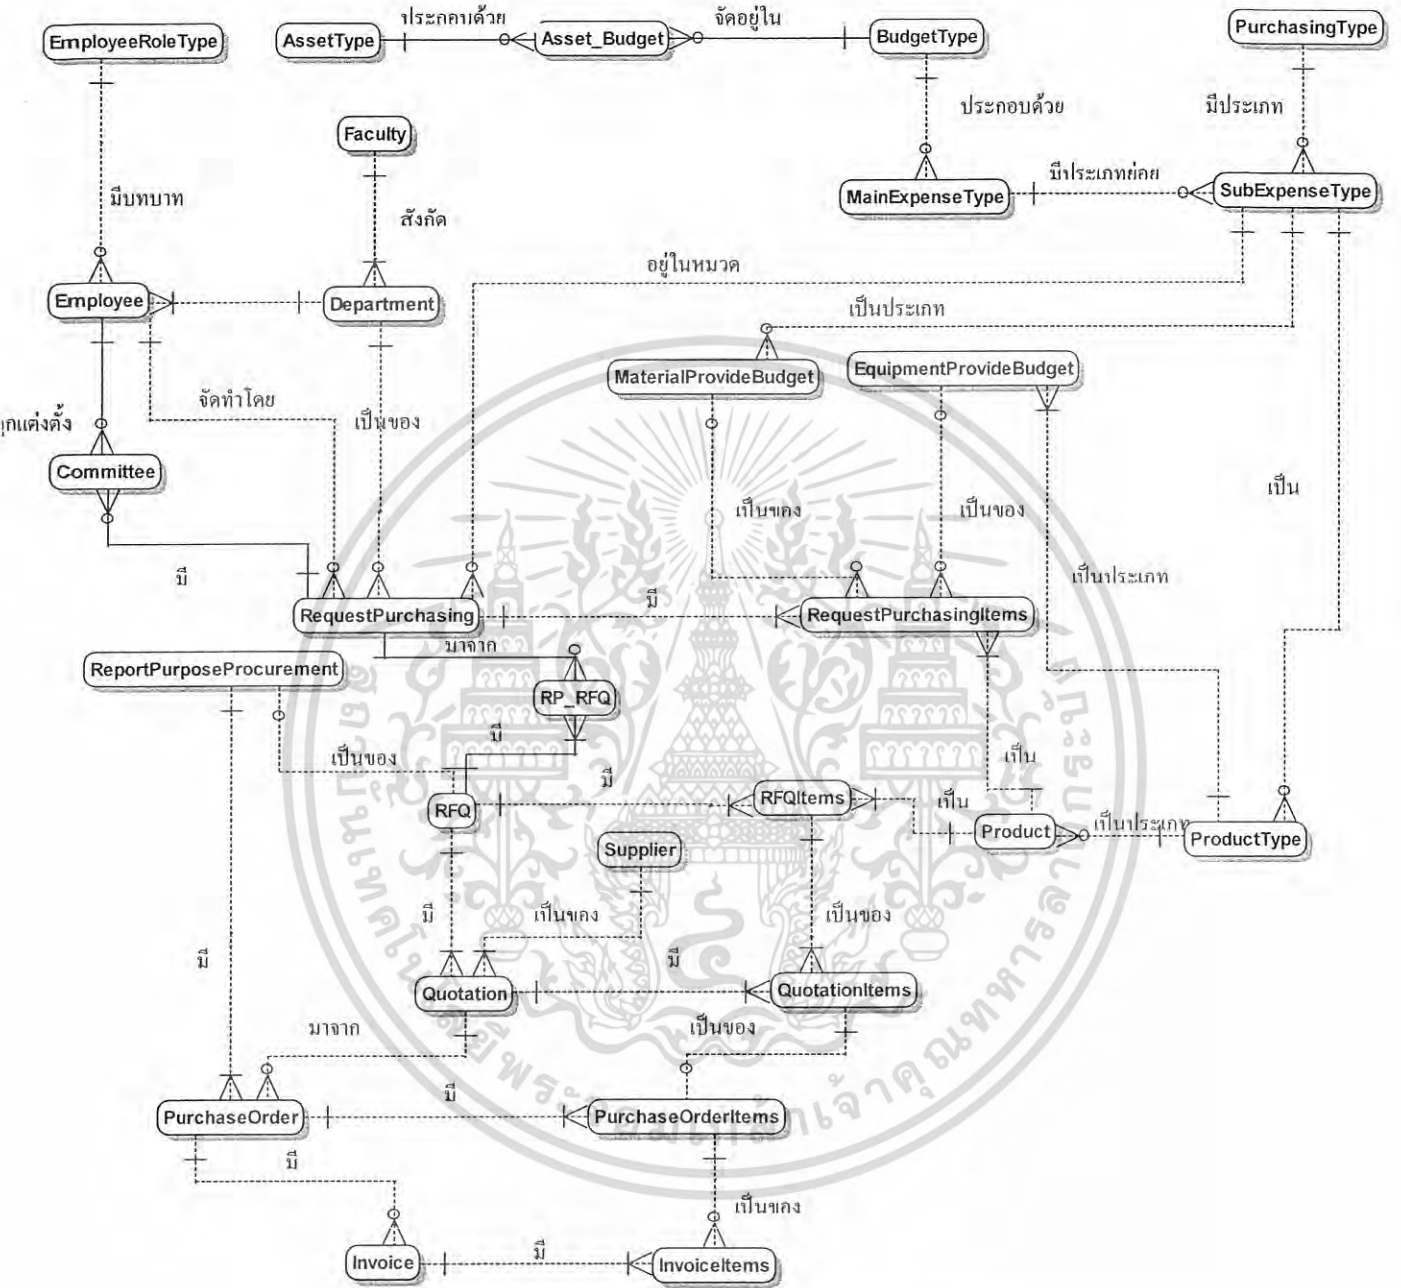 ประกอบด้วย
จัดอยู่ใน
EmployeeRoleType
AssetType
Asset_Budget
BudgetType
PurchasingType
ประกอบด้วย
มีประเภท
Faculty
มีประเภทย่อย
MainExpenseType
SubExpenseType
มีบทบาท
สังกัด
อยู่ในหมวด
Employee
Department
เป็นประเภท
MaterialProvideBudget
EquipmentProvideBudget
จัดทำโดย
เป็นของ
ถูกแต่งตั้ง
Committee
เป็น
เป็นของ
เป็นของ
มี
เป็นประเภท
มี
RequestPurchasing
RequestPurchasingItems
มาจาก
ReportPurposeProcurement
RP_RFQ
มี
เป็นของ
เป็น
มี
RFQ
RFQItems
เป็น
Product
เป็นประเภท
ProductType
Supplier
มี
เป็นของ
เป็นของ
มี
มี
Quotation
QuotationItems
มาจาก
เป็นของ
มี
PurchaseOrder
PurchaseOrderItems
มี
เป็นของ
มี
Invoice
InvoiceItems